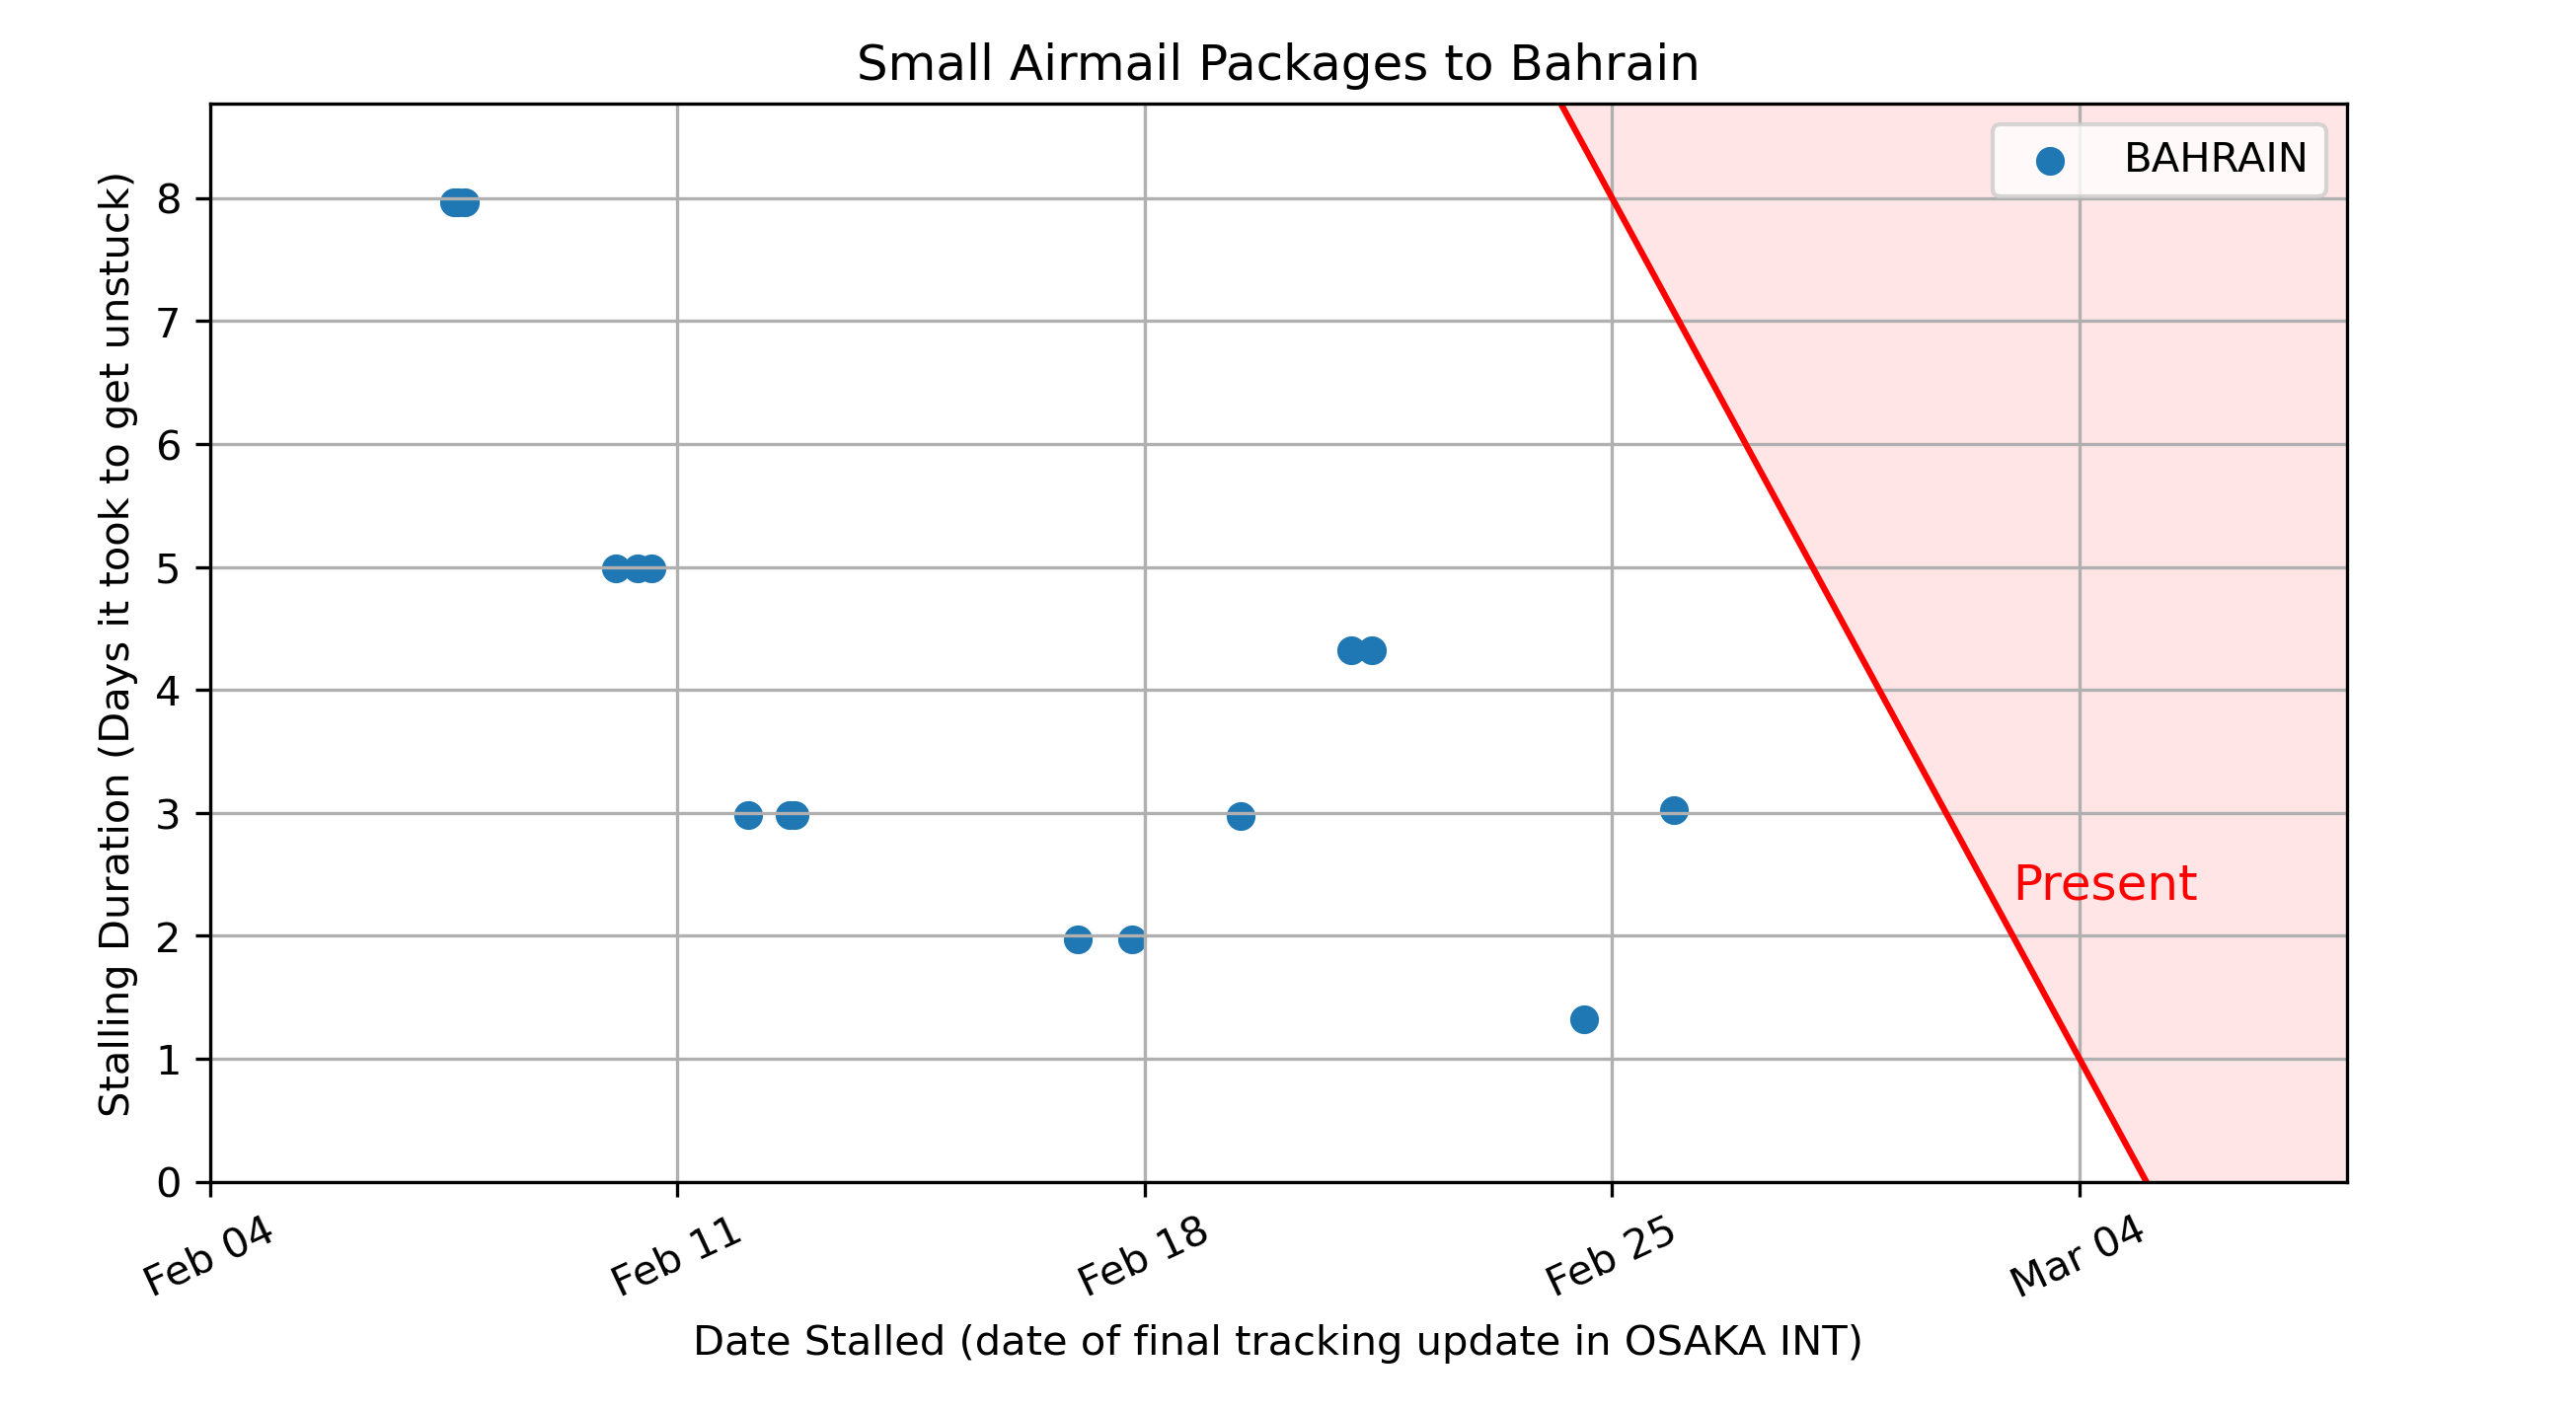 Small Airmail Packages to Bahrain
Stalling Duration (Days it took to get unstuck)
8
7
6
5
4
3
2
1
0
BAHRAIN
Present
Feb 04
Feb 11
Feb 18
Feb 25
Mar 04
Date Stalled (date of final tracking update in OSAKA INT)